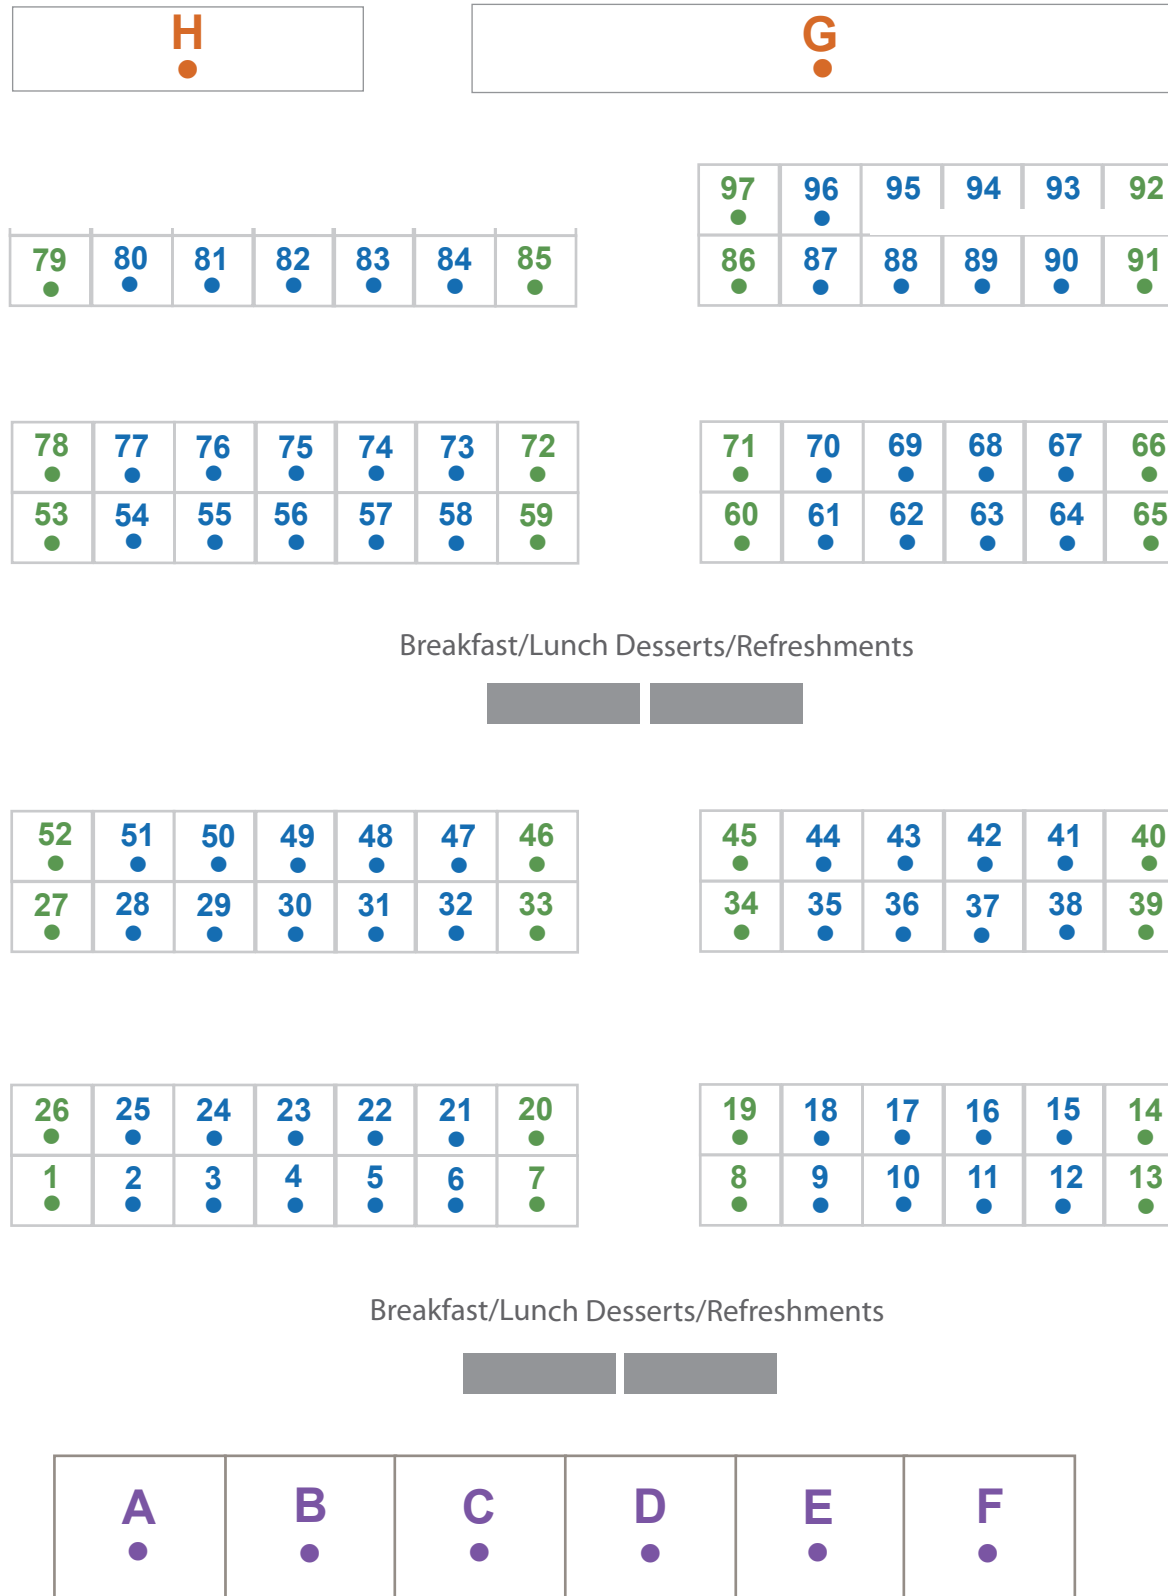 H G
97 96 95 94 93 92
79 80 81 82 83 84 85 86 87 88 89 90 91
78 77 76 75 74 73 72 71 70 69 68 67 66
53 54 55 56 57 58 59 60 61 62 63 64 65
Breakfast/Lunch Desserts/Refreshments
52 51 50 49 48 47 46 45 44 43 42 41 40
27 28 29 30 31 32 33 34 35 36 37 38 39
26 25 24 23 22 21 20 19 18 17 16 15 14
1 2 3 4 5 6 7 8 9 10 11 12 13
Breakfast/Lunch Desserts/Refreshments
A B C D E F